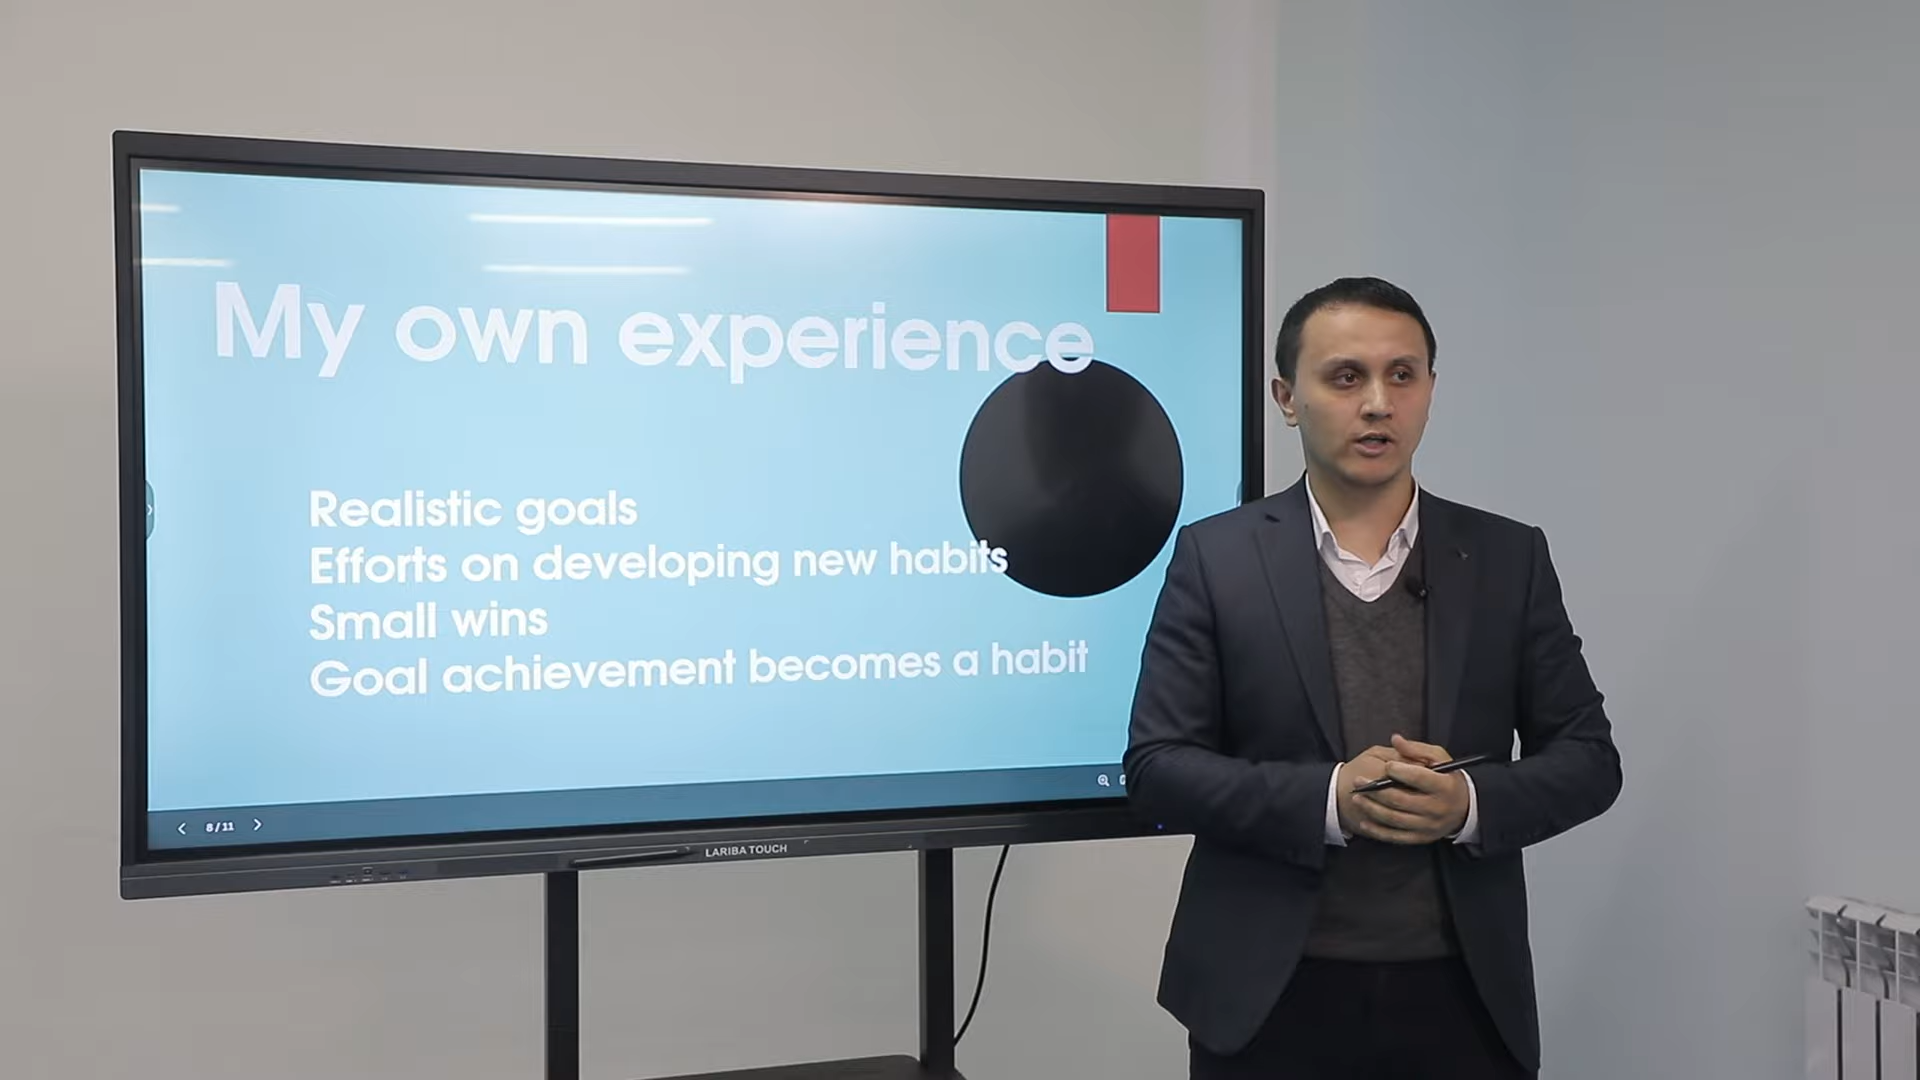 My own experience
Realistic goals
Efforts on developing new habits
Small wins
Goal achievement becomes a habit
8/11
LARIBA TOUCH